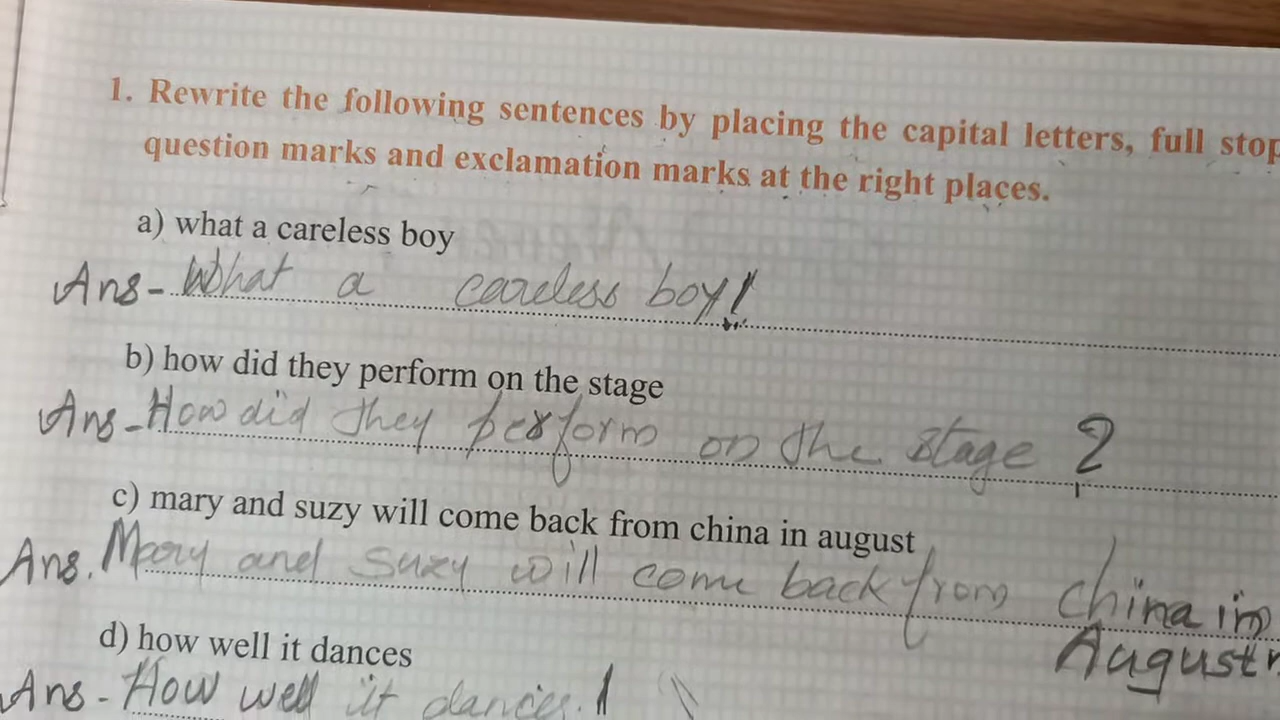 1. Rewrite the following sentences by placing the capital letters, full stop
question marks and exclamation marks at the right places.
a) what a careless boy
Ans- What a careless boy!
b) how did they perform on the stage
Ans- How did they perform on the stage ?
c) mary and suzy will come back from china in august
Ans. Mary and suzy will come back from china in
August
d) how well it dances
Ans- How well it dances. !